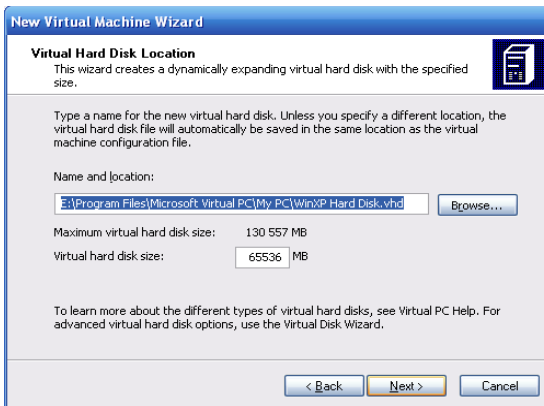 New Virtual Machine Wizard
Virtual Hard Disk Location
This wizard creates a dynamically expanding virtual hard disk with the specified
size.
Type a name for the new virtual hard disk. Unless you specify a different location, the
virtual hard disk file will automatically be saved in the same location as the virtual
machine configuration file.
Name and location:
E:\Program Files\Microsoft Virtual PC\My PC\WinXP Hard Disk.vhd Browse...
Maximum virtual hard disk size: 130 557 MB
Virtual hard disk size: 65536 MB
To learn more about the different types of virtual hard disks, see Virtual PC Help. For
advanced virtual hard disk options, use the Virtual Disk Wizard.
< Back Next > Cancel